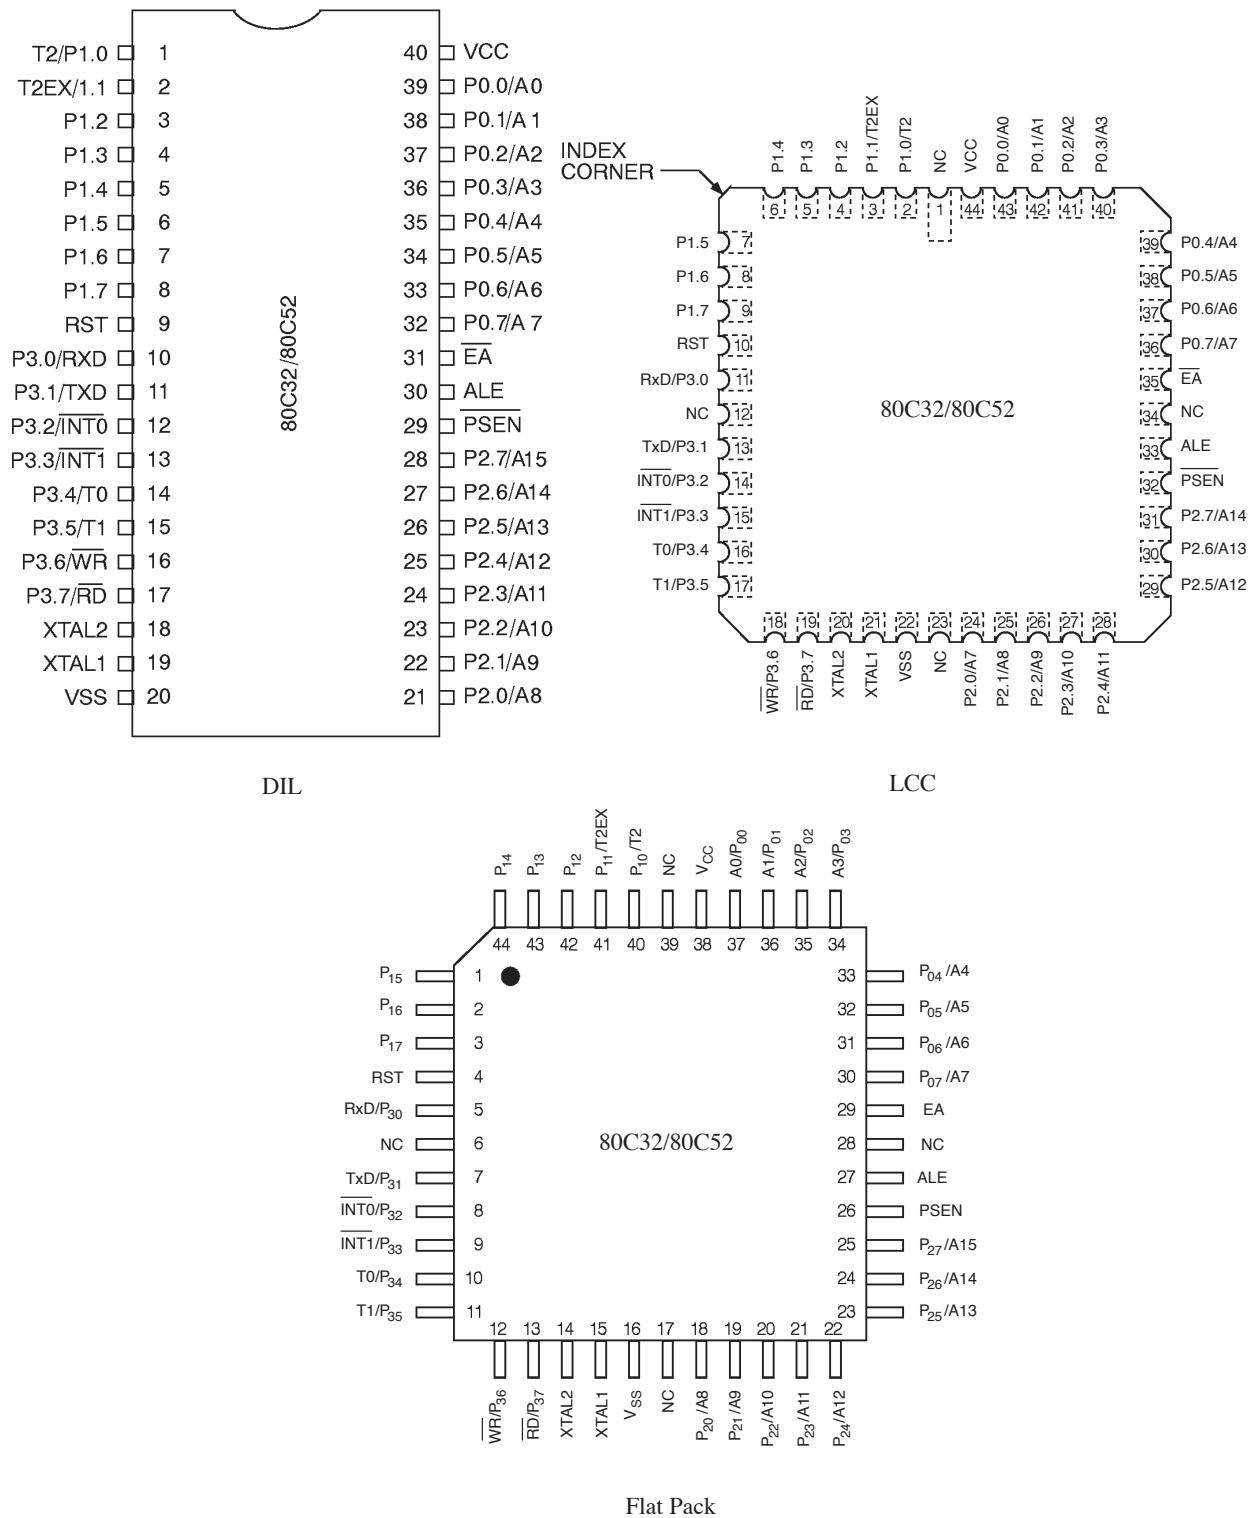 T2/P1.0 1 40 VCC
T2EX/1.1 2 39 P0.0/A0
P1.2 3 38 P0.1/A1
P1.3 4 37 P0.2/A2
P1.4 5 36 P0.3/A3
P1.5 6 35 P0.4/A4
P1.6 7 34 P0.5/A5
P1.7 8 33 P0.6/A6
RST 9 32 P0.7/A7
P3.0/RXD 10 31 EA
P3.1/TXD 11 30 ALE
P3.2/INT0 12 29 PSEN
P3.3/INT1 13 28 P2.7/A15
P3.4/T0 14 27 P2.6/A14
P3.5/T1 15 26 P2.5/A13
P3.6/WR 16 25 P2.4/A12
P3.7/RD 17 24 P2.3/A11
XTAL2 18 23 P2.2/A10
XTAL1 19 22 P2.1/A9
VSS 20 21 P2.0/A8
80C32/80C52
DIL
INDEX
CORNER
P1.4 P1.3 P1.2 P1.1/T2EX P1.0/T2 NC VCC P0.0/A0 P0.1/A1 P0.2/A2 P0.3/A3
6 5 4 3 2 1 44 43 42 41 40
P1.5 7 39 P0.4/A4
P1.6 8 38 P0.5/A5
P1.7 9 37 P0.6/A6
RST 10 36 P0.7/A7
RxD/P3.0 11 35 EA
NC 12 34 NC
TxD/P3.1 13 33 ALE
INT0/P3.2 14 32 PSEN
INT1/P3.3 15 31 P2.7/A14
T0/P3.4 16 30 P2.6/A13
T1/P3.5 17 29 P2.5/A12
80C32/80C52
18 19 20 21 22 23 24 25 26 27 28
WR/P3.6 RD/P3.7 XTAL2 XTAL1 VSS NC P2.0/A7 P2.1/A8 P2.2/A9 P2.3/A10 P2.4/A11
LCC
P14 P13 P12 P11/T2EX P10/T2 NC VCC A0/P00 A1/P01 A2/P02 A3/P03
44 43 42 41 40 39 38 37 36 35 34
P15 1 33 P04/A4
P16 2 32 P05/A5
P17 3 31 P06/A6
RST 4 30 P07/A7
RxD/P30 5 29 EA
NC 6 28 NC
TxD/P31 7 27 ALE
INT0/P32 8 26 PSEN
INT1/P33 9 25 P27/A15
T0/P34 10 24 P26/A14
T1/P35 11 23 P25/A13
80C32/80C52
12 13 14 15 16 17 18 19 20 21 22
WR/P36 RD/P37 XTAL2 XTAL1 VSS NC P20/A8 P21/A9 P22/A10 P23/A11 P24/A12
Flat Pack